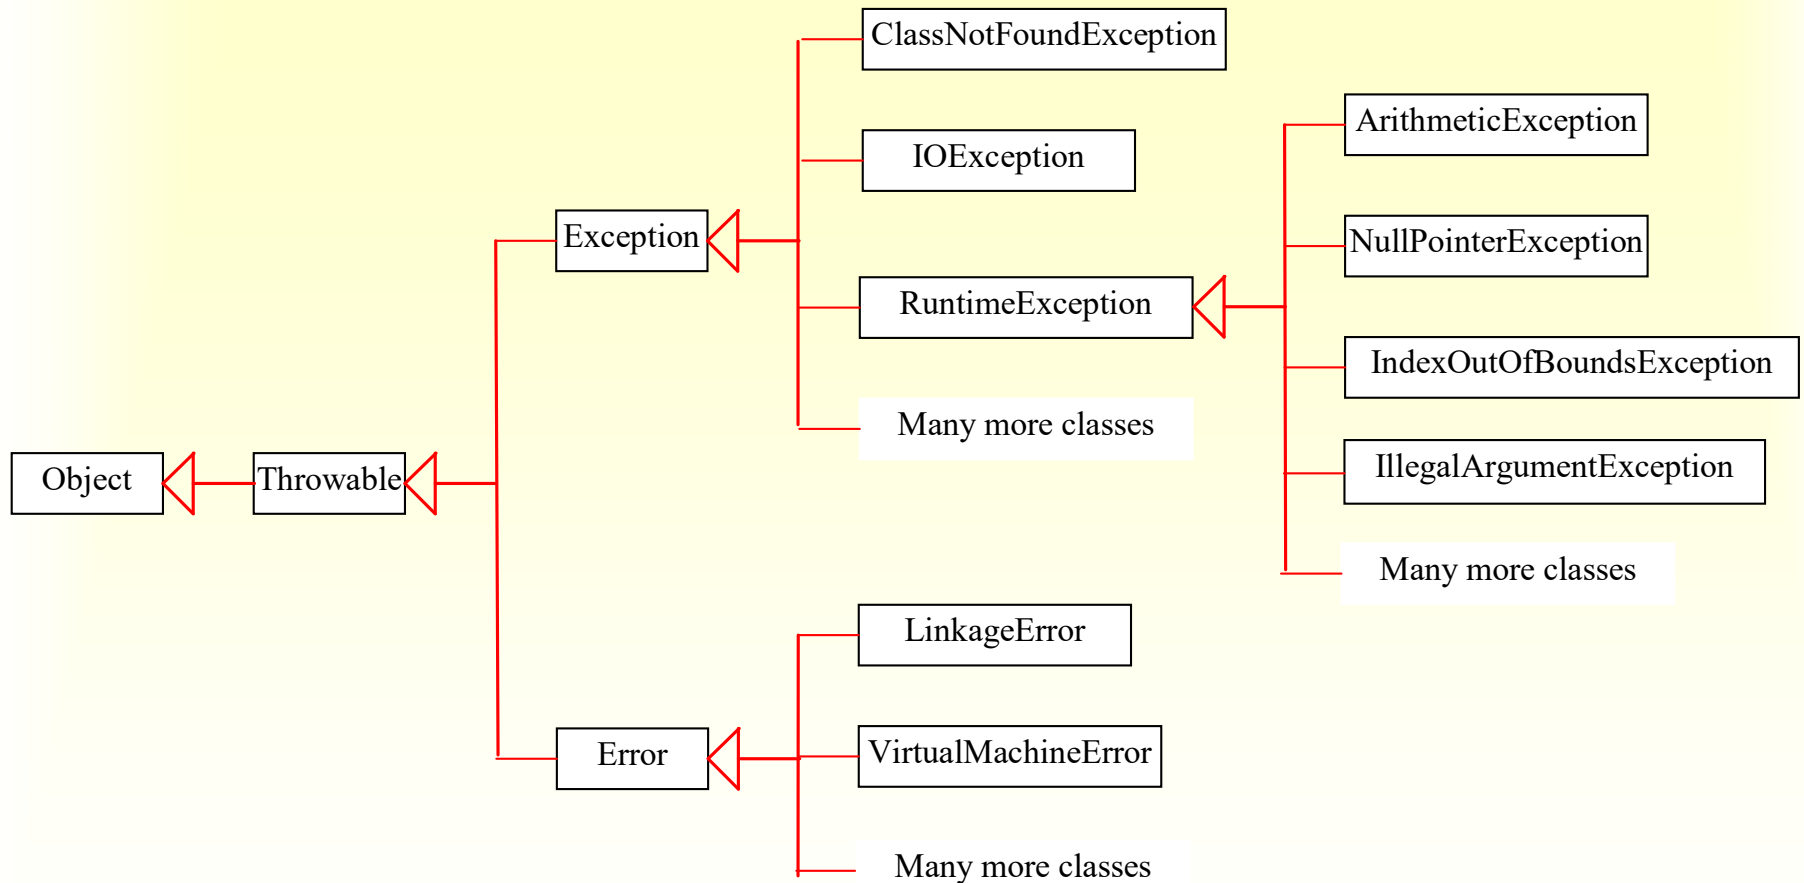 ClassNotFoundException
ArithmeticException
IOException
NullPointerException
Exception
RuntimeException
IndexOutOfBoundsException
Many more classes
IllegalArgumentException
Object
Throwable
Many more classes
LinkageError
Error
VirtualMachineError
Many more classes